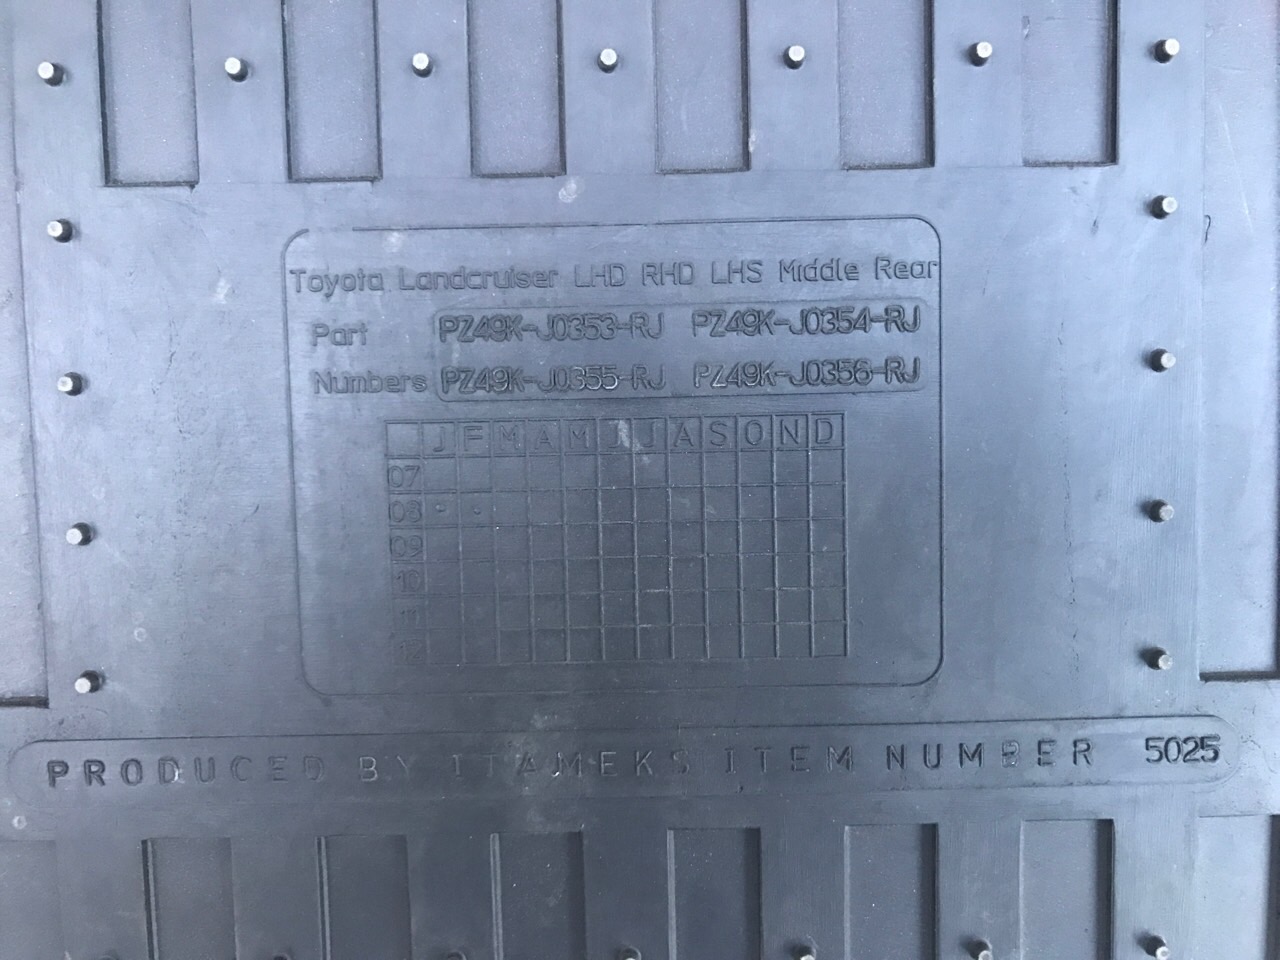 Toyota Landcruiser LHD RHD LHS Middle Rear
Part PZ49K-J0353-RJ PZ49K-J0354-RJ
Numbers PZ49K-J0355-RJ PZ49K-J0356-RJ
J F M A M J J A S O N D
07
08
09
10
11
12
PRODUCED BY ITAMEKS ITEM NUMBER 5025